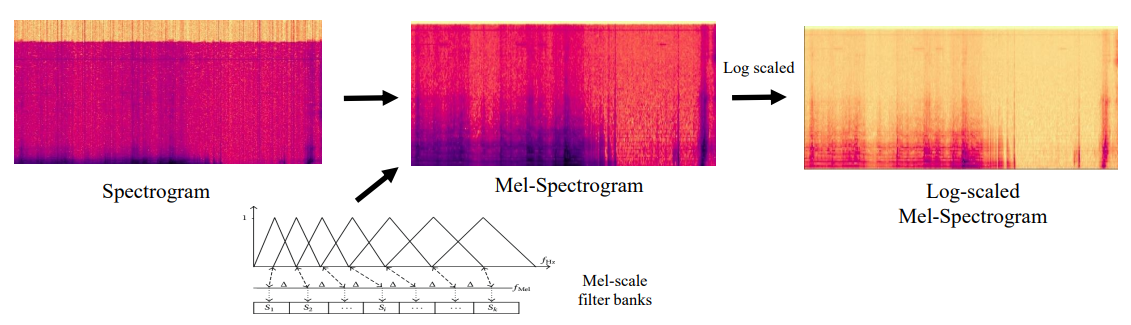 Log scaled
Spectrogram
Mel-Spectrogram
Log-scaled
Mel-Spectrogram
1
f_Hz
Mel-scale
filter banks
Δ Δ Δ Δ Δ Δ Δ
f_Mel
S_1 S_2 ... S_i ... ... S_k